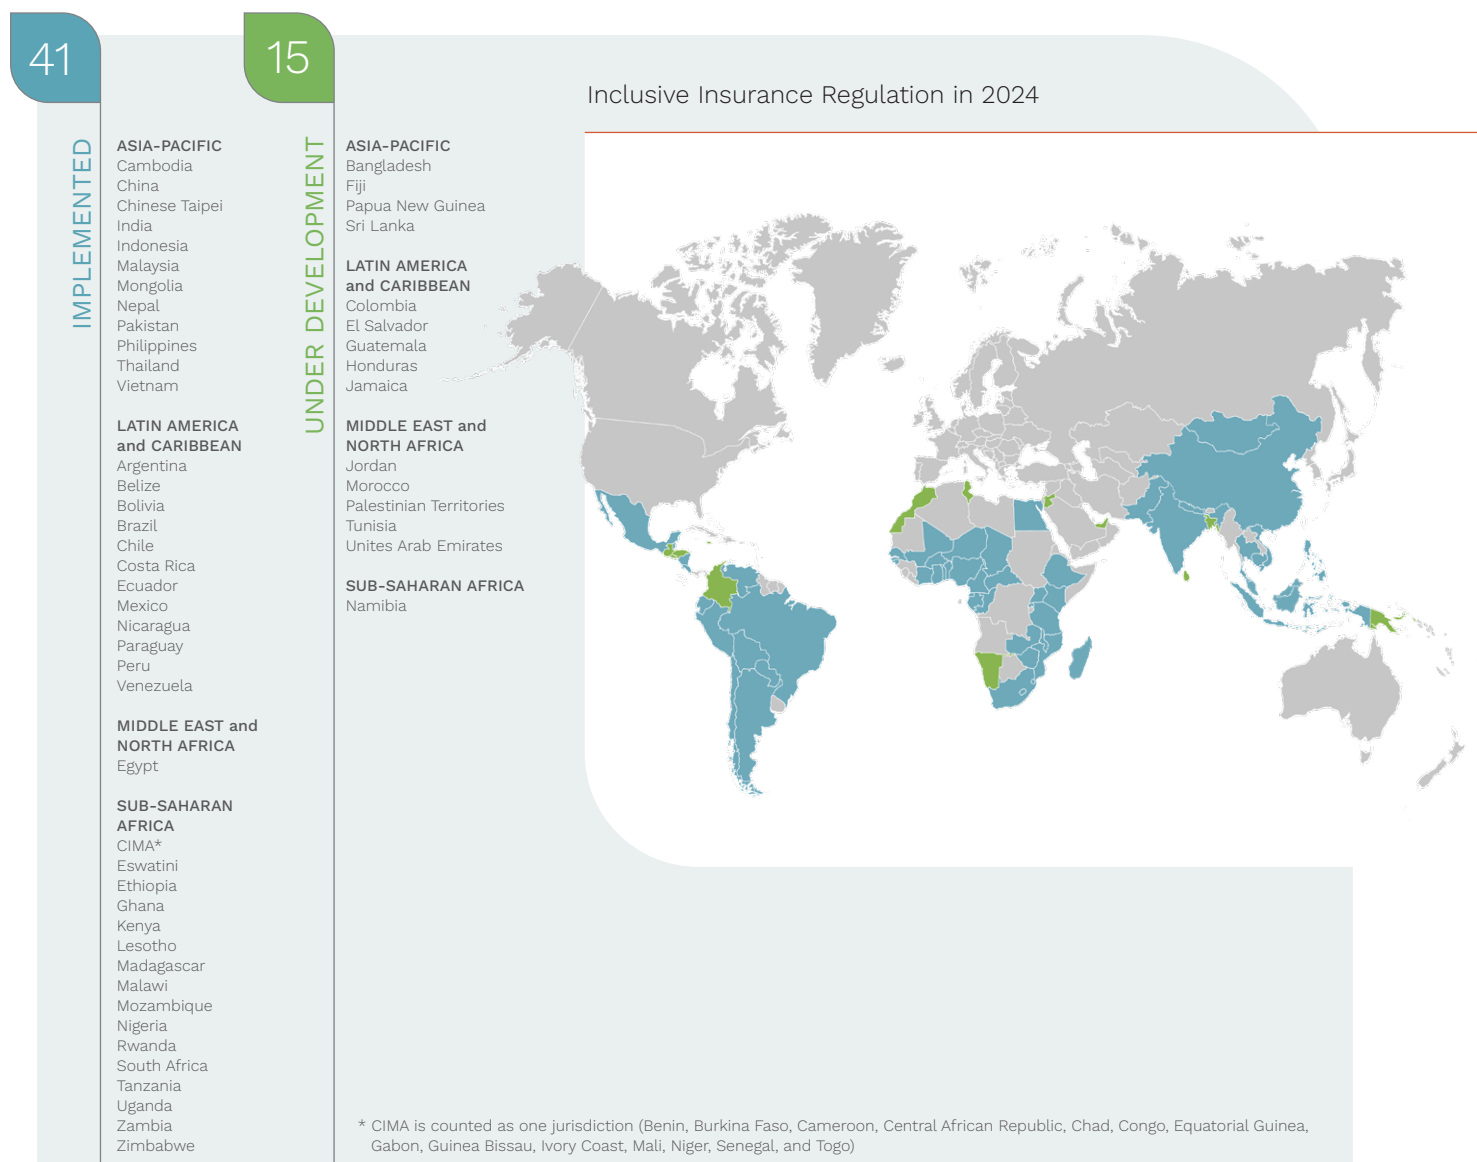 41
IMPLEMENTED
ASIA-PACIFIC
Cambodia
China
Chinese Taipei
India
Indonesia
Malaysia
Mongolia
Nepal
Pakistan
Philippines
Thailand
Vietnam
LATIN AMERICA
and CARIBBEAN
Argentina
Belize
Bolivia
Brazil
Chile
Costa Rica
Ecuador
Mexico
Nicaragua
Paraguay
Peru
Venezuela
MIDDLE EAST and
NORTH AFRICA
Egypt
SUB-SAHARAN
AFRICA
CIMA*
Eswatini
Ethiopia
Ghana
Kenya
Lesotho
Madagascar
Malawi
Mozambique
Nigeria
Rwanda
South Africa
Tanzania
Uganda
Zambia
Zimbabwe
15
UNDER DEVELOPMENT
ASIA-PACIFIC
Bangladesh
Fiji
Papua New Guinea
Sri Lanka
LATIN AMERICA
and CARIBBEAN
Colombia
El Salvador
Guatemala
Honduras
Jamaica
MIDDLE EAST and
NORTH AFRICA
Jordan
Morocco
Palestinian Territories
Tunisia
Unites Arab Emirates
SUB-SAHARAN AFRICA
Namibia
Inclusive Insurance Regulation in 2024
* CIMA is counted as one jurisdiction (Benin, Burkina Faso, Cameroon, Central African Republic, Chad, Congo, Equatorial Guinea,
Gabon, Guinea Bissau, Ivory Coast, Mali, Niger, Senegal, and Togo)